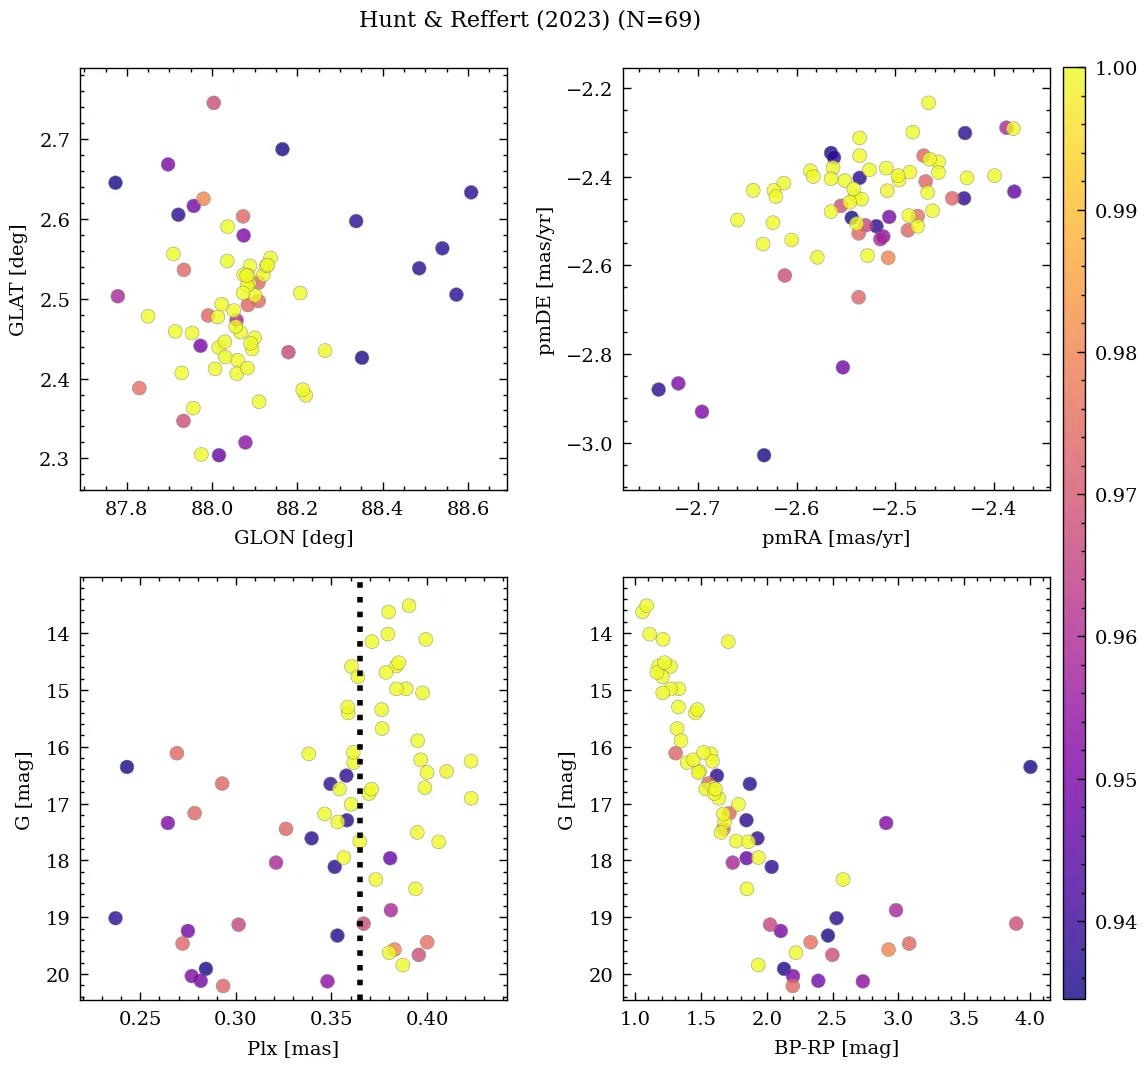 Hunt & Reffert (2023) (N=69)
2.7
2.6
2.5
2.4
2.3
GLAT [deg]
87.8 88.0 88.2 88.4 88.6
GLON [deg]
−2.2
−2.4
−2.6
−2.8
−3.0
pmDE [mas/yr]
−2.7 −2.6 −2.5 −2.4
pmRA [mas/yr]
14
15
16
17
18
19
20
G [mag]
0.25 0.30 0.35 0.40
Plx [mas]
14
15
16
17
18
19
20
G [mag]
1.0 1.5 2.0 2.5 3.0 3.5 4.0
BP-RP [mag]
1.00
0.99
0.98
0.97
0.96
0.95
0.94